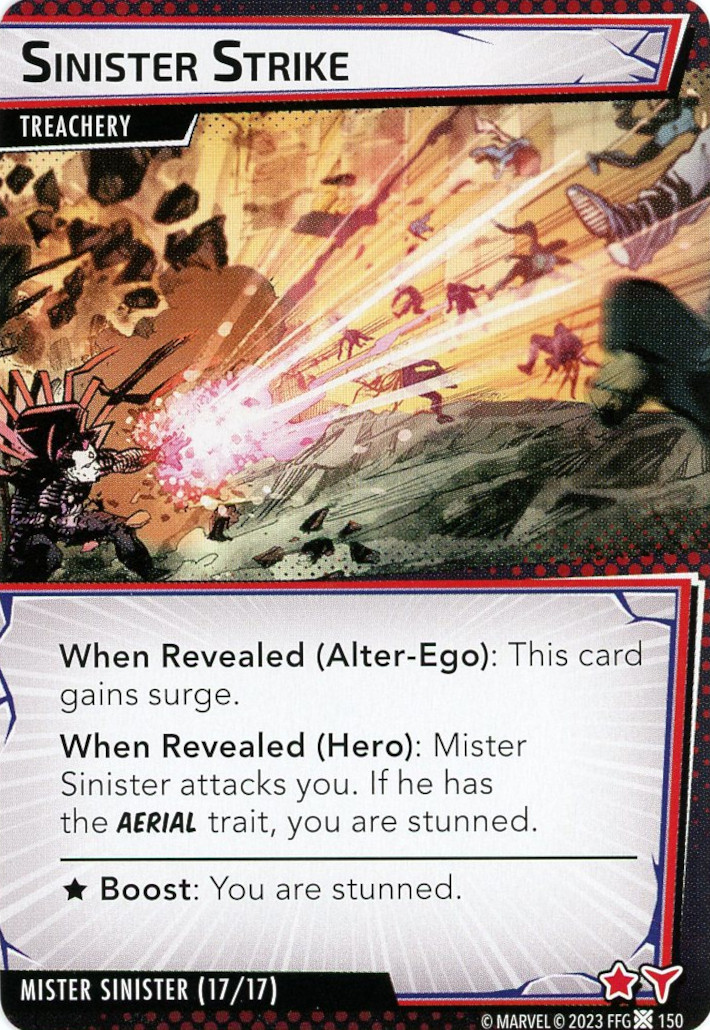 SINISTER STRIKE
TREACHERY
When Revealed (Alter-Ego): This card
gains surge.
When Revealed (Hero): Mister
Sinister attacks you. If he has
the AERIAL trait, you are stunned.
★ Boost: You are stunned.
MISTER SINISTER (17/17)
© MARVEL © 2023 FFG 150